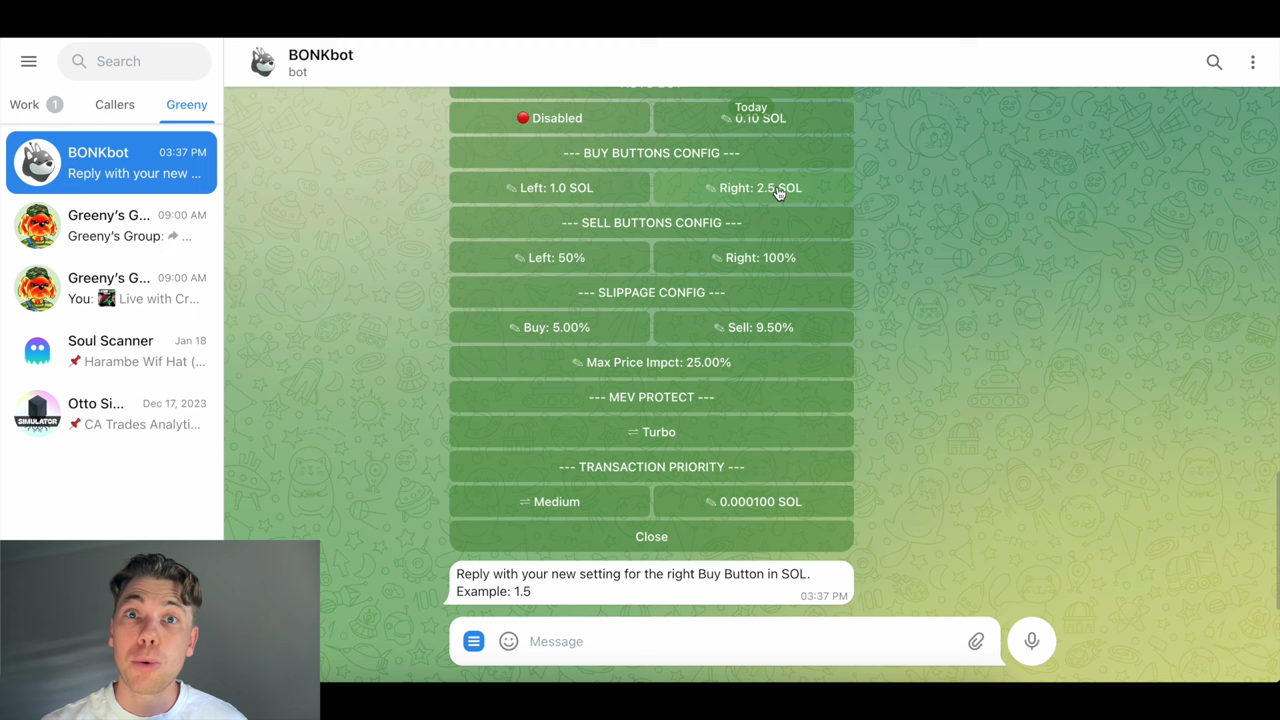 Search
BONKbot
bot
Work 1
Callers
Greeny
BONKbot 03:37 PM
Reply with your new ...
Greeny’s G... 09:00 AM
Greeny’s Group: ...
Greeny’s G... 09:00 AM
You: Live with Cr...
Soul Scanner Jan 18
Harambe Wif Hat (...
Otto Si... Dec 17, 2023
CA Trades Analyti...
SIMULATOR
Today
Disabled
0.10 SOL
--- BUY BUTTONS CONFIG ---
Left: 1.0 SOL
Right: 2.5 SOL
--- SELL BUTTONS CONFIG ---
Left: 50%
Right: 100%
--- SLIPPAGE CONFIG ---
Buy: 5.00%
Sell: 9.50%
Max Price Impct: 25.00%
--- MEV PROTECT ---
Turbo
--- TRANSACTION PRIORITY ---
Medium
0.000100 SOL
Close
Reply with your new setting for the right Buy Button in SOL.
Example: 1.5
03:37 PM
Message